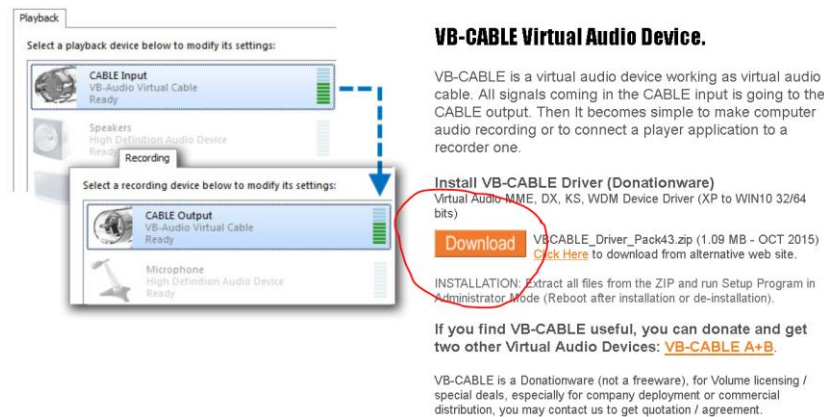 Playback
Select a playback device below to modify its settings:
CABLE Input
VB-Audio Virtual Cable
Ready
Speakers
High Definition Audio Device
Ready
Recording
Select a recording device below to modify its settings:
CABLE Output
VB-Audio Virtual Cable
Ready
Microphone
High Definition Audio Device
Ready
VB-CABLE Virtual Audio Device.
VB-CABLE is a virtual audio device working as virtual audio
cable. All signals coming in the CABLE input is going to the
CABLE output. Then It becomes simple to make computer
audio recording or to connect a player application to a
recorder one.
Install VB-CABLE Driver (Donationware)
Virtual Audio MME, DX, KS, WDM Device Driver (XP to WIN10 32/64
bits)
Download
VBCABLE_Driver_Pack43.zip (1.09 MB - OCT 2015)
Click Here to download from alternative web site.
INSTALLATION: Extract all files from the ZIP and run Setup Program in
Administrator Mode (Reboot after installation or de-installation).
If you find VB-CABLE useful, you can donate and get
two other Virtual Audio Devices: VB-CABLE A+B.
VB-CABLE is a Donationware (not a freeware), for Volume licensing /
special deals, especially for company deployment or commercial
distribution, you may contact us to get quotation / agreement.